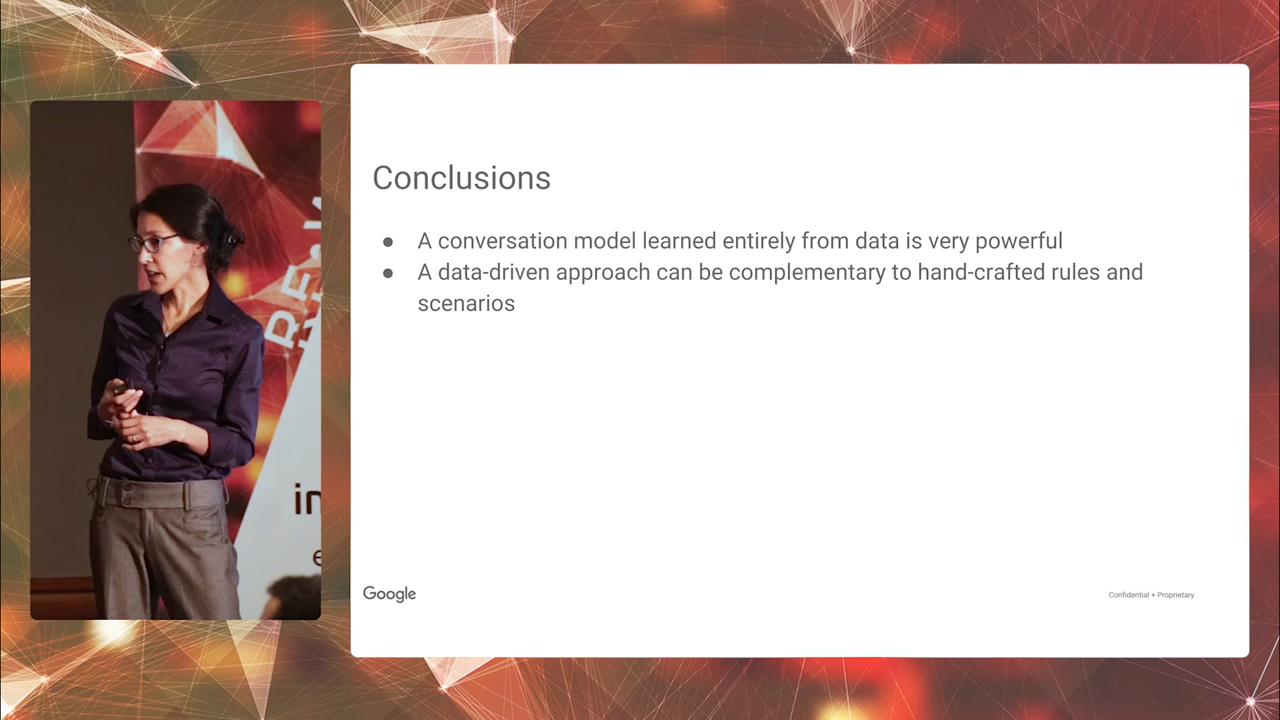 Conclusions
● A conversation model learned entirely from data is very powerful
● A data-driven approach can be complementary to hand-crafted rules and
scenarios
Google
Confidential + Proprietary
in